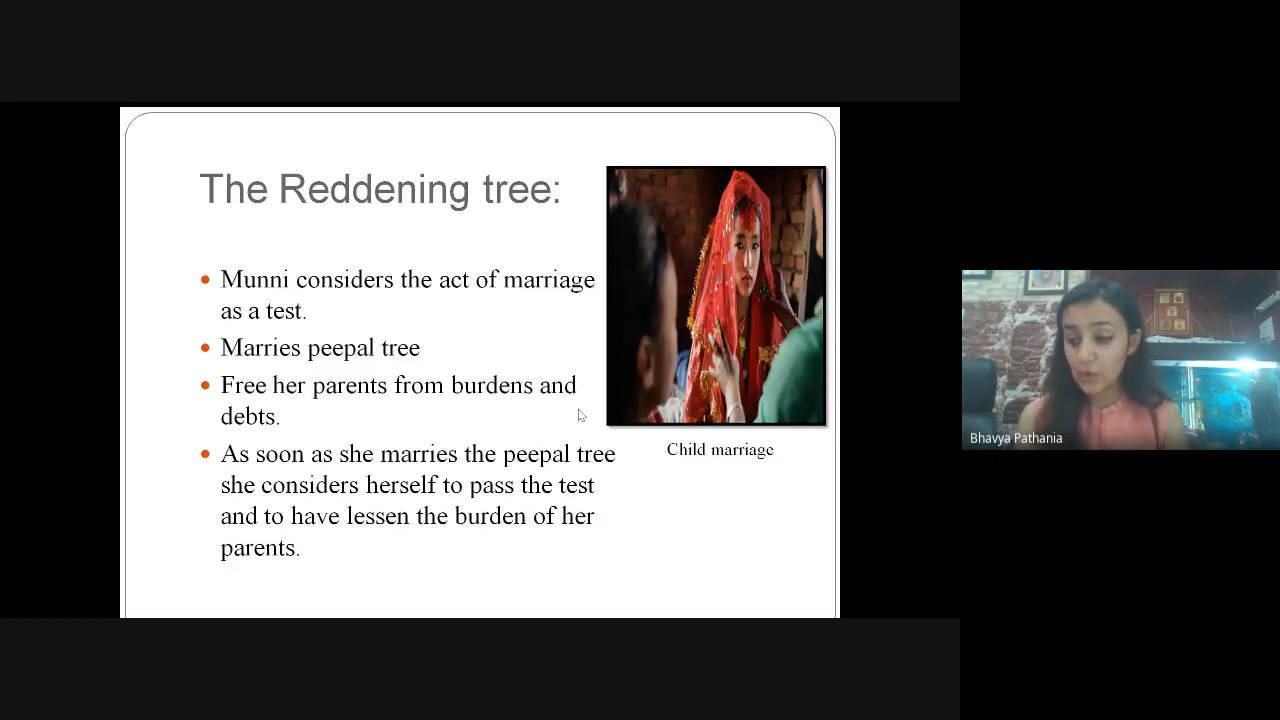 The Reddening tree:
• Munni considers the act of marriage
as a test.
• Marries peepal tree
• Free her parents from burdens and
debts.
• As soon as she marries the peepal tree
she considers herself to pass the test
and to have lessen the burden of her
parents.
Child marriage
Bhavya Pathania